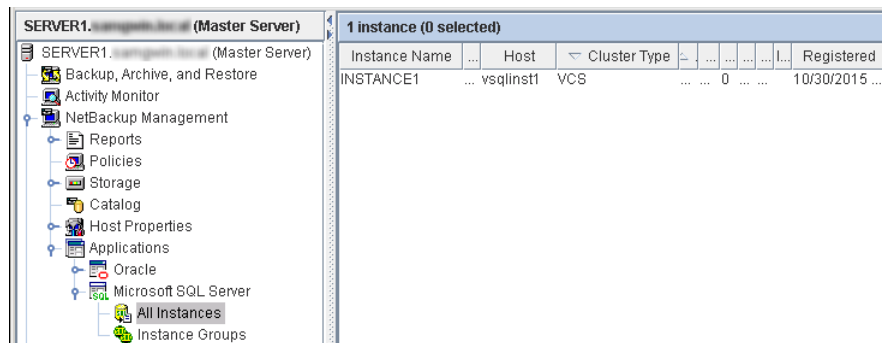 SERVER1. (Master Server)
1 instance (0 selected)
SERVER1. (Master Server)
Backup, Archive, and Restore
Activity Monitor
NetBackup Management
Reports
Policies
Storage
Catalog
Host Properties
Applications
Oracle
Microsoft SQL Server
All Instances
Instance Groups
Instance Name ... Host Cluster Type . ... ... ... ... I... Registered
INSTANCE1 ... vsqlinst1 VCS ... ... 0 ... ... 10/30/2015 ...